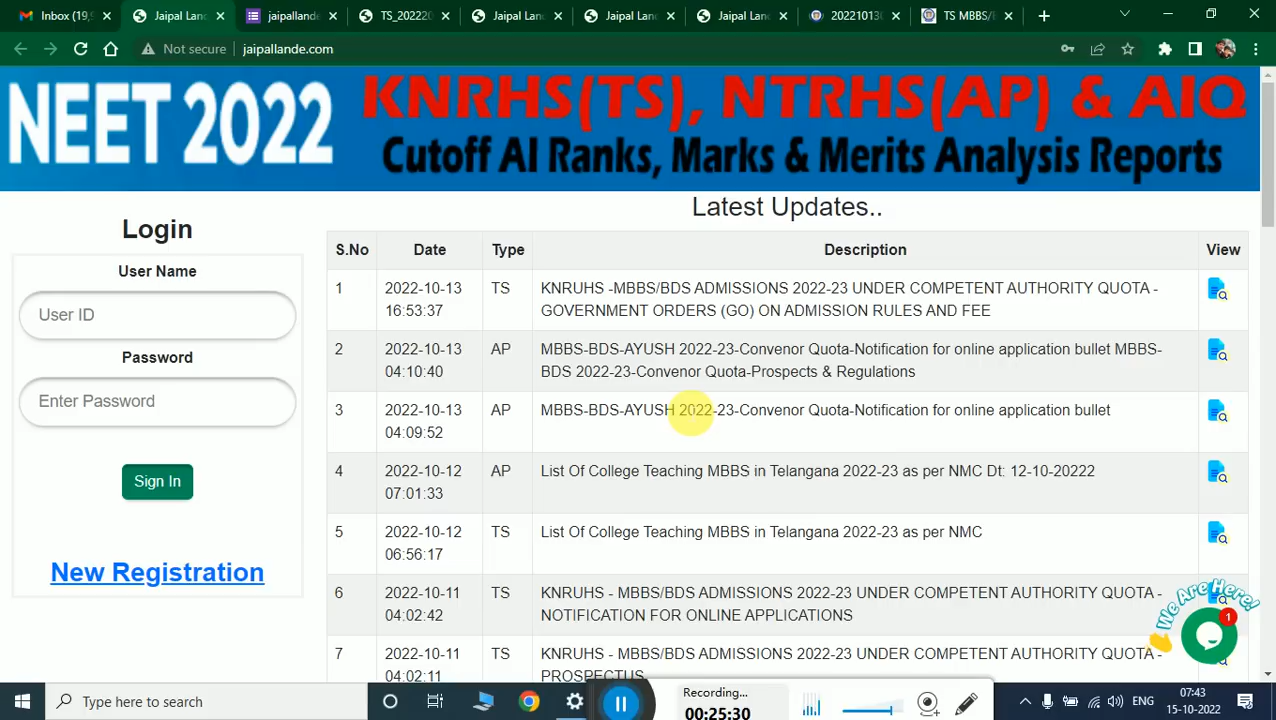 Inbox (19,9
Jaipal Land
jaipallande
TS_202220
Jaipal Land
Jaipal Land
Jaipal Land
202210130
TS MBBS/B
Not secure
jaipallande.com
NEET 2022
KNRHS(TS), NTRHS(AP) & AIQ
Cutoff AI Ranks, Marks & Merits Analysis Reports
Login
User Name
User ID
Password
Enter Password
Sign In
New Registration
Latest Updates..
S.No Date Type Description View
1 2022-10-13 TS KNRUHS -MBBS/BDS ADMISSIONS 2022-23 UNDER COMPETENT AUTHORITY QUOTA -
16:53:37 GOVERNMENT ORDERS (GO) ON ADMISSION RULES AND FEE
2 2022-10-13 AP MBBS-BDS-AYUSH 2022-23-Convenor Quota-Notification for online application bullet MBBS-
04:10:40 BDS 2022-23-Convenor Quota-Prospects & Regulations
3 2022-10-13 AP MBBS-BDS-AYUSH 2022-23-Convenor Quota-Notification for online application bullet
04:09:52
4 2022-10-12 AP List Of College Teaching MBBS in Telangana 2022-23 as per NMC Dt: 12-10-20222
07:01:33
5 2022-10-12 TS List Of College Teaching MBBS in Telangana 2022-23 as per NMC
06:56:17
6 2022-10-11 TS KNRUHS - MBBS/BDS ADMISSIONS 2022-23 UNDER COMPETENT AUTHORITY QUOTA -
04:02:42 NOTIFICATION FOR ONLINE APPLICATIONS
7 2022-10-11 TS KNRUHS - MBBS/BDS ADMISSIONS 2022-23 UNDER COMPETENT AUTHORITY QUOTA -
04:02:11 PROSPECTUS
We Are Here!
1
Type here to search
Recording...
00:25:30
ENG
07:43
15-10-2022